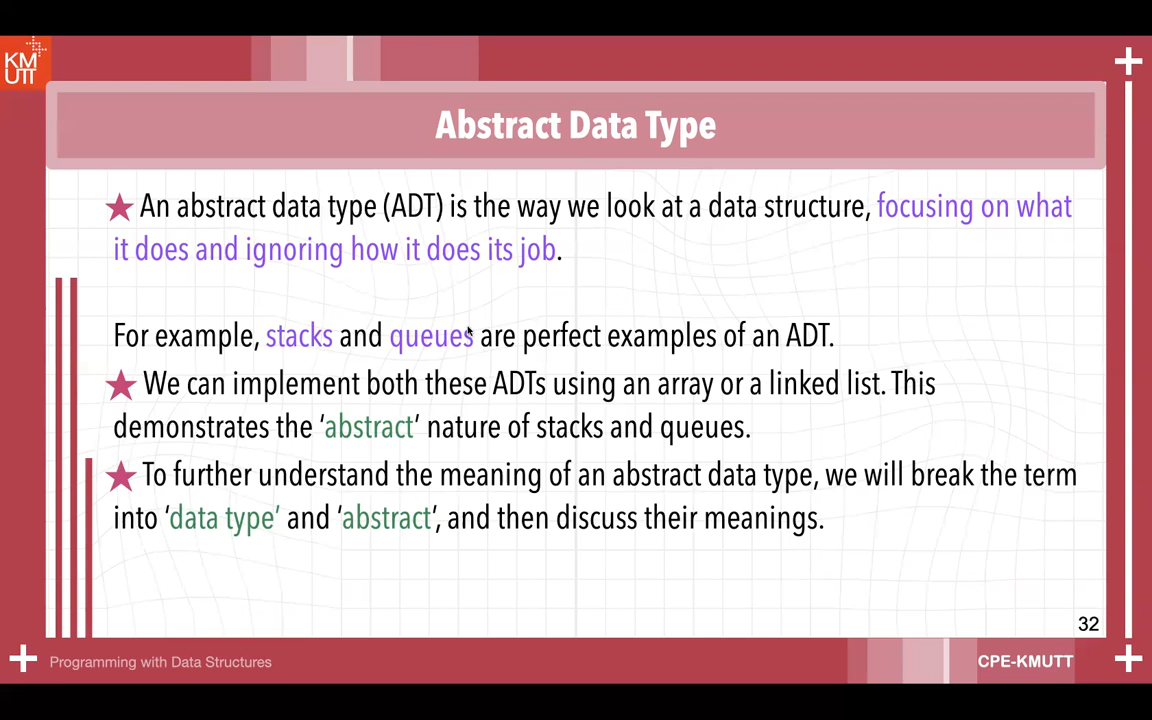 KM
UTT
Abstract Data Type
An abstract data type (ADT) is the way we look at a data structure, focusing on what
it does and ignoring how it does its job.
For example, stacks and queues are perfect examples of an ADT.
We can implement both these ADTs using an array or a linked list. This
demonstrates the ‘abstract’ nature of stacks and queues.
To further understand the meaning of an abstract data type, we will break the term
into ‘data type’ and ‘abstract’, and then discuss their meanings.
32
Programming with Data Structures
CPE-KMUTT